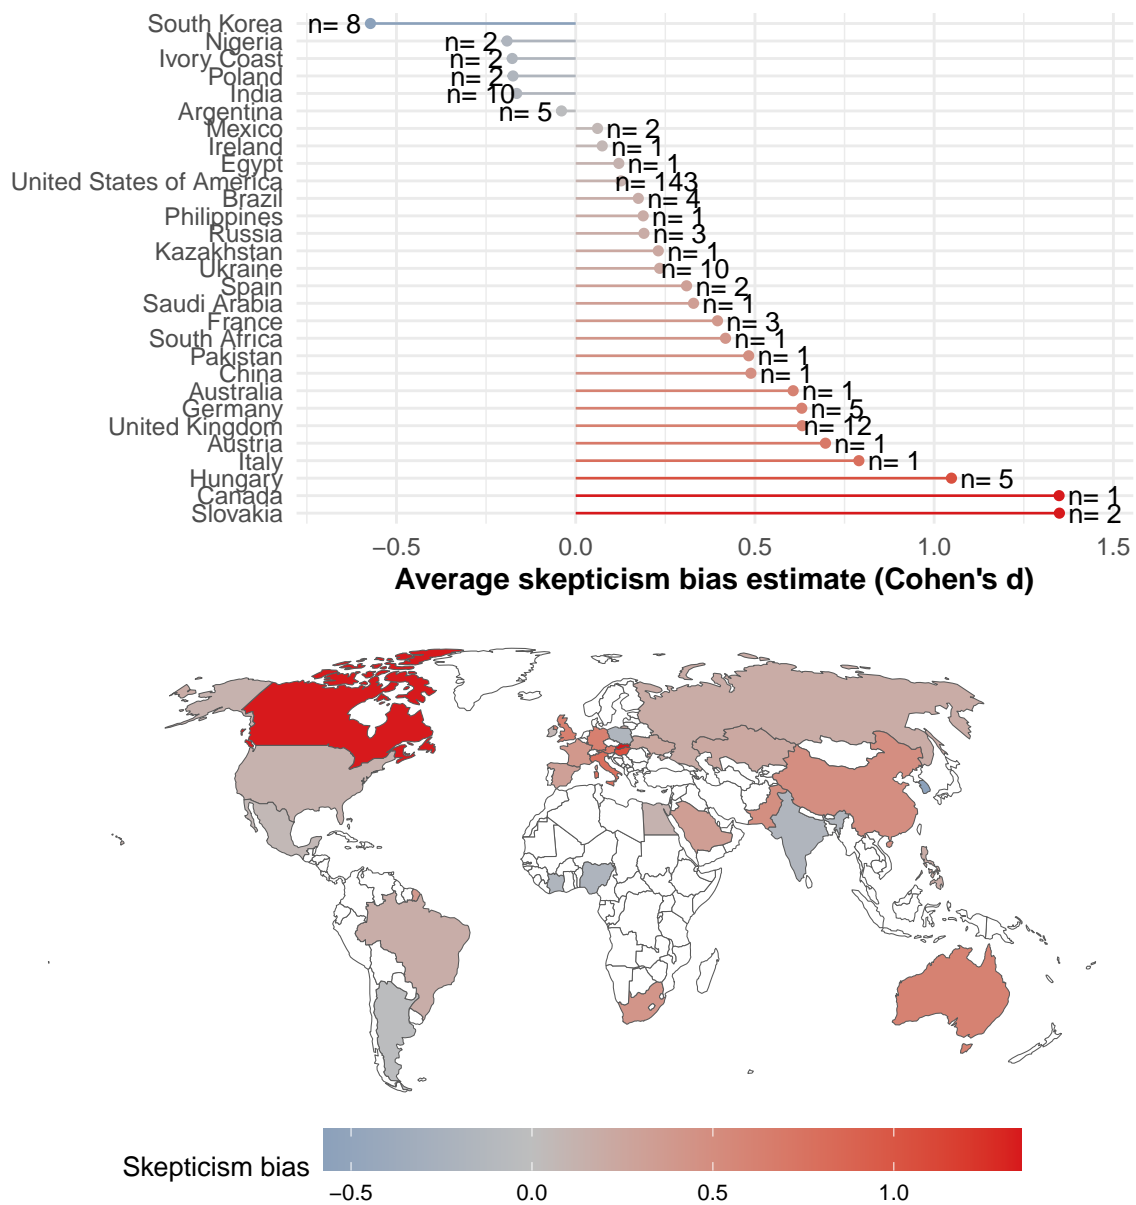 South Korea n= 8
Nigeria n= 2
Ivory Coast n= 2
Poland n= 2
India n= 10
Argentina n= 5
Mexico n= 2
Ireland n= 1
Egypt n= 1
United States of America n= 143
Brazil n= 4
Philippines n= 1
Russia n= 3
Kazakhstan n= 1
Ukraine n= 10
Spain n= 2
Saudi Arabia n= 1
France n= 3
South Africa n= 1
Pakistan n= 1
China n= 1
Australia n= 1
Germany n= 5
United Kingdom n= 12
Austria n= 1
Italy n= 1
Hungary n= 5
Canada n= 1
Slovakia n= 2
−0.5 0.0 0.5 1.0 1.5
Average skepticism bias estimate (Cohen's d)
Skepticism bias
−0.5 0.0 0.5 1.0